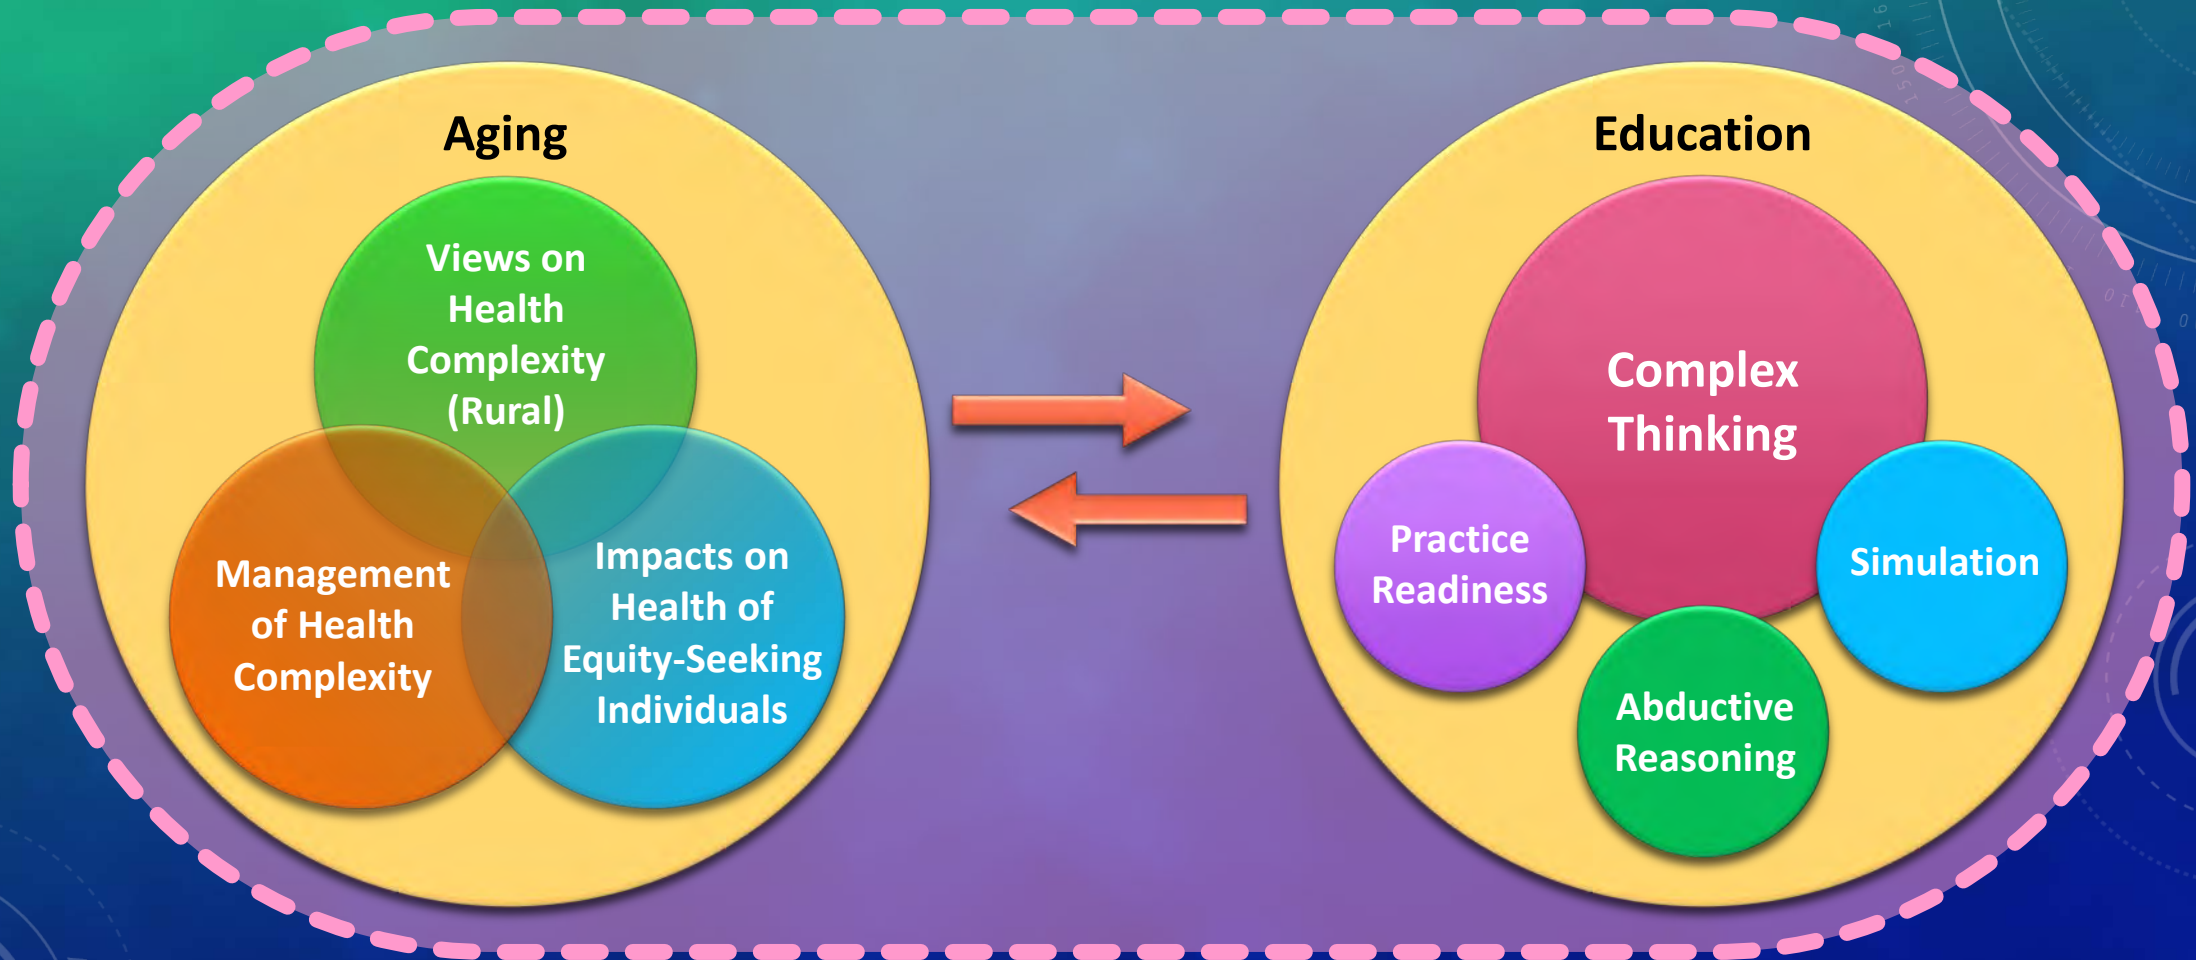 Aging
Views on
Health
Complexity
(Rural)
Management
of Health
Complexity
Impacts on
Health of
Equity-Seeking
Individuals
Education
Complex
Thinking
Practice
Readiness
Simulation
Abductive
Reasoning